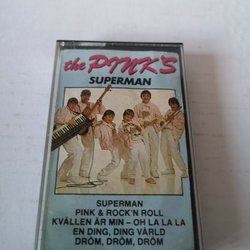 the PINK'S
SUPERMAN
SUPERMAN
PINK & ROCK'N ROLL
KVÄLLEN ÄR MIN – OH LA LA LA
EN DING, DING VÄRLD
DRÖM, DRÖM, DRÖM